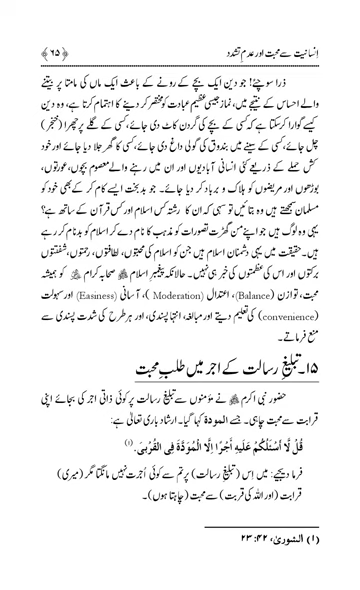 اِنسانیت سے محبت اور عدمِ تشدد ﴿۶۵﴾
ذرا سوچئے! جو دین ایک بچے کے رونے کے باعث ایک ماں کی مامتا پر بیتنے
والے احساس کے نتیجے میں، نماز جیسی عظیم عبادت کو مختصر کر دینے کا اہتمام کرتا ہے، وہ دین
کیسے گوارا کر سکتا ہے کہ کسی کے بچے کی گردن کاٹ دی جائے، کسی کے گلے پر چھرا (خنجر)
چل جائے، کسی کے سینے میں بندوق کی گولی داغ دی جائے، کسی کا گھر جلا دیا جائے اور خود
کش حملے کے ذریعے کئی انسانی آبادیوں اور ان میں رہنے والے معصوم بچوں، عورتوں،
بوڑھوں اور مریضوں کو ہلاک و برباد کر دیا جائے۔ جو بدبخت ایسے کام کر کے بھی خود کو
مسلمان سمجھتے ہیں وہ بتائیں تو سہی کہ ان کا رشتہ کس اسلام اور کس قرآن کے ساتھ ہے؟
یہی وہ لوگ ہیں جو اپنے من گھڑت تصورات کو مذہب کا نام دے کر اسلام کو بدنام کر رہے
ہیں۔ حقیقت میں یہی دشمنانِ اسلام ہیں جن کو اسلام کی محبتوں، لطافتوں، رحمتوں، شفقتوں
برکتوں اور اس کی عظمتوں کی خبر ہی نہیں۔ حالانکہ پیغمبرِ اسلام ﷺ صحابہ کرام ؓ کو ہمیشہ
محبت، توازن (Balance)، اعتدال (Moderation)، آسانی (Easiness) اور سہولت
(convenience) کی تعلیم دیتے اور مبالغہ، انتہا پسندی، اور ہر طرح کی شدت پسندی سے
منع فرماتے۔
۱۵۔ تبلیغِ رسالت کے اجر میں طلبِ محبت
حضور نبی اکرم ﷺ نے مؤمنوں سے تبلیغِ رسالت پر کوئی ذاتی اجر کی بجائے اپنی
قرابت سے محبت چاہی۔ جسے المودۃ کہا گیا۔ ارشادِ باری تعالیٰ ہے:
قُلْ لَّا اَسْئَلُكُمْ عَلَيْهِ اَجْرًا اِلَّا الْمَوَدَّةَ فِی الْقُرْبٰی۔(۱)
فرما دیجیے: میں اِس (تبلیغِ رسالت) پر تم سے کوئی اُجرت نہیں مانگتا مگر (میری)
قرابت (اور اللہ کی قربت) سے محبت (چاہتا ہوں)۔
(۱) الشوریٰ، ۴۲: ۲۳